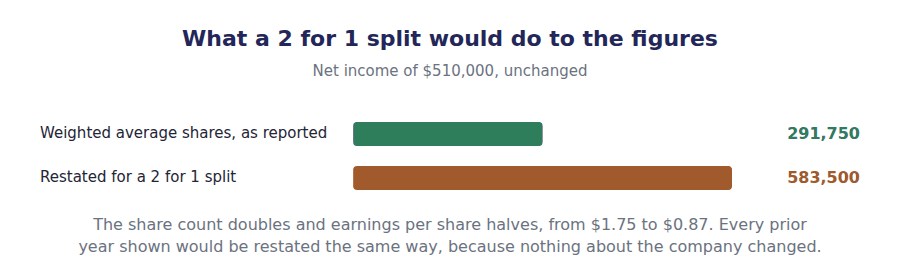 What a 2 for 1 split would do to the figures
Net income of $510,000, unchanged
Weighted average shares, as reported 291,750
Restated for a 2 for 1 split 583,500
The share count doubles and earnings per share halves, from $1.75 to $0.87. Every prior
year shown would be restated the same way, because nothing about the company changed.